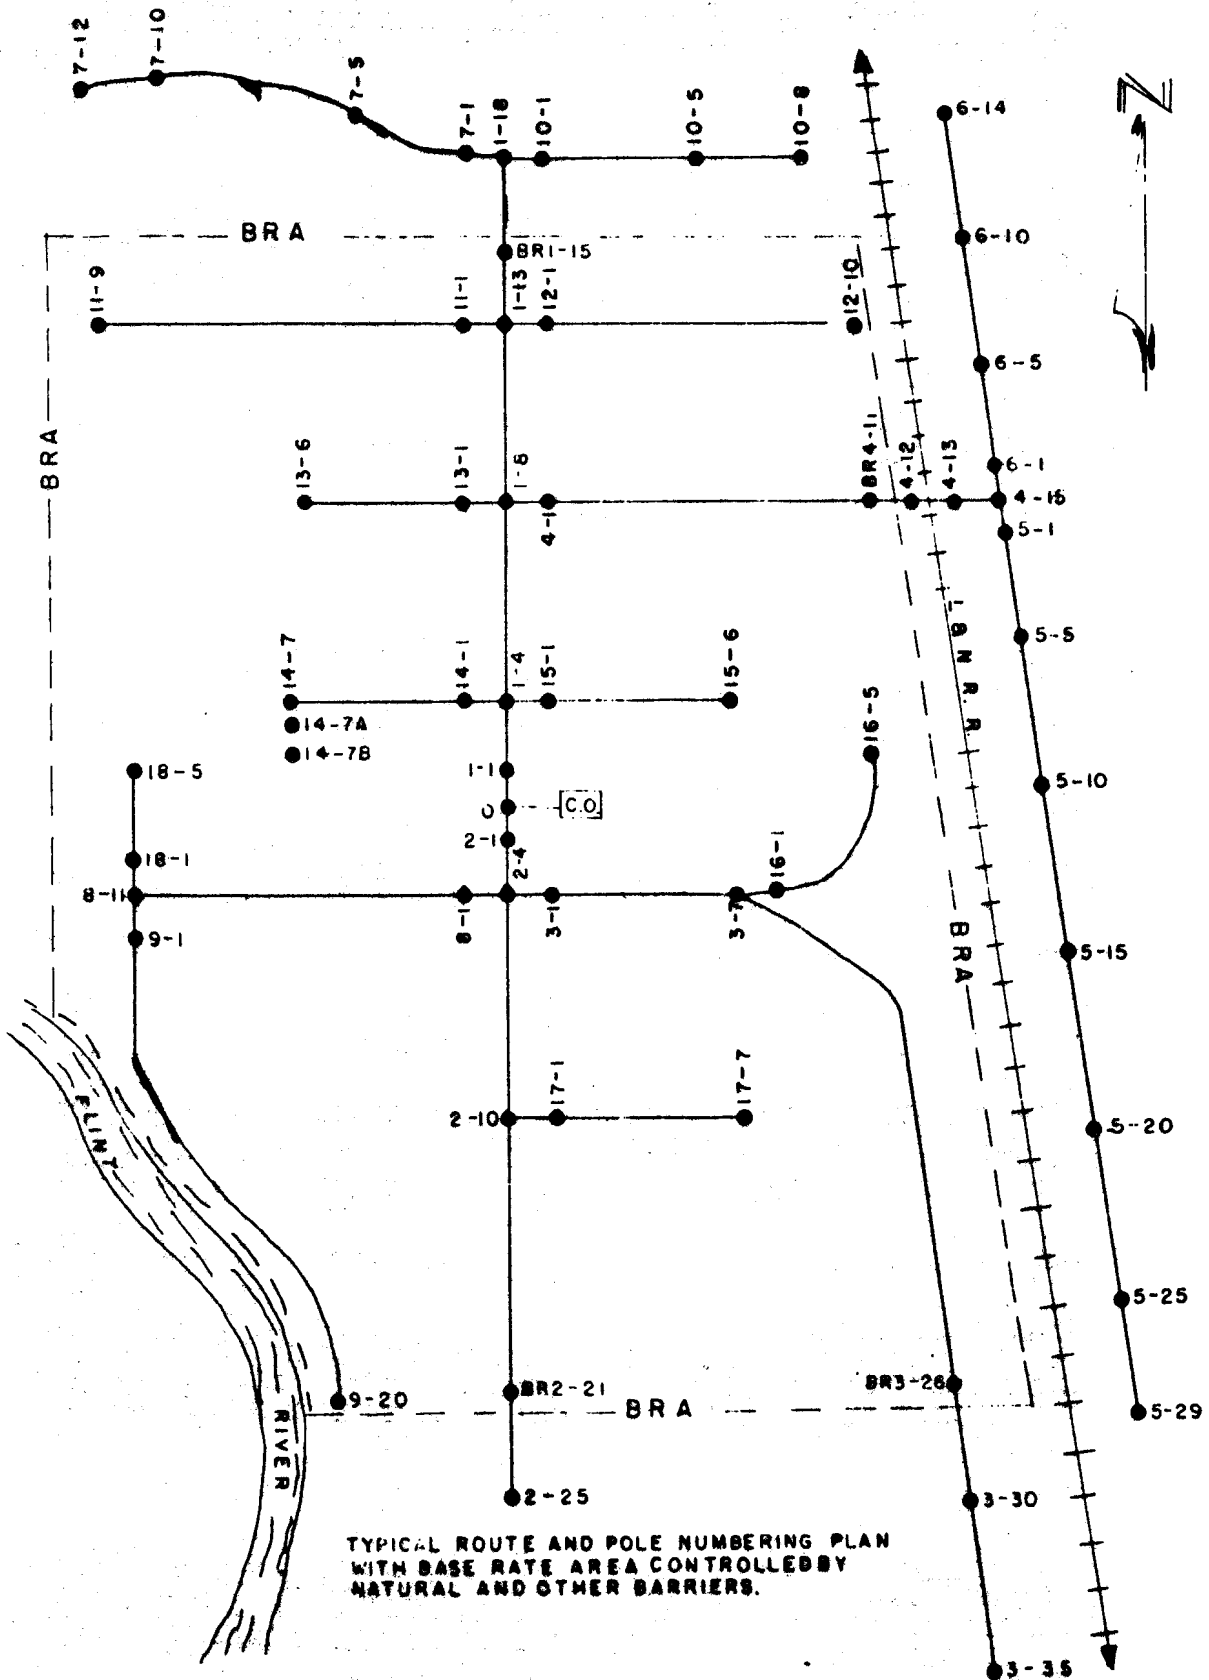 7-12
7-10
7-5
7-1
1-18
10-1
10-5
10-8
6-14
N
BRA
BR1-15
6-10
11-9
11-1
1-13
12-1
12-10
6-5
BRA
13-6
13-1
1-8
4-1
BR4-11
4-12
4-13
6-1
4-15
5-1
L & N R. R.
5-5
14-7
14-1
1-4
15-1
15-6
14-7A
14-7B
16-5
18-5
1-1
5-10
O
C.O.
2-1
18-1
2-4
16-1
8-11
8-1
3-1
3-7
9-1
BRA
5-15
FLINT
17-1
17-7
2-10
5-20
5-25
BR2-21
BR3-26
9-20
BRA
5-29
RIVER
2-25
3-30
TYPICAL ROUTE AND POLE NUMBERING PLAN
WITH BASE RATE AREA CONTROLLEDBY
NATURAL AND OTHER BARRIERS.
3-35